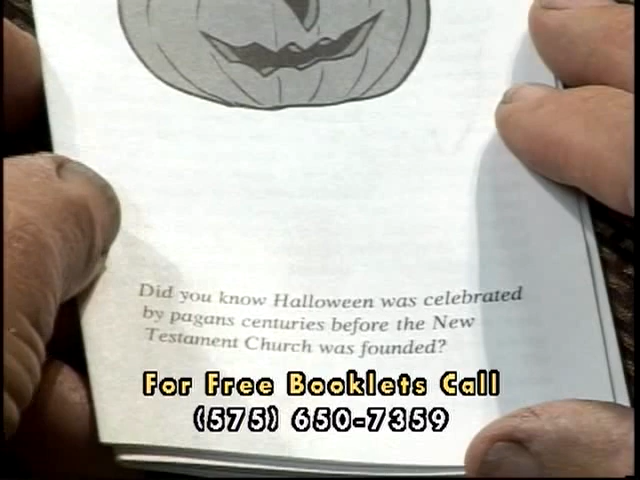 Did you know Halloween was celebrated
by pagans centuries before the New
Testament Church was founded?
For Free Booklets Call
(575) 650-7359